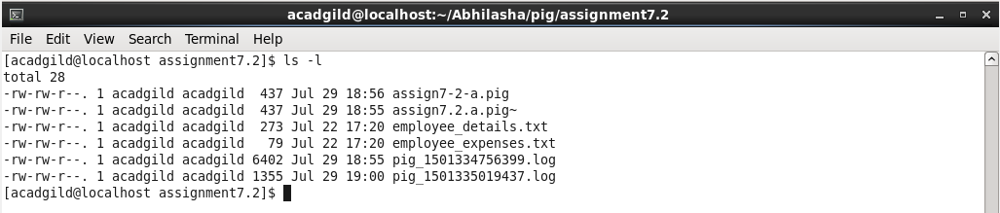 acadgild@localhost:~/Abhilasha/pig/assignment7.2
File Edit View Search Terminal Help
[acadgild@localhost assignment7.2]$ ls -l
total 28
-rw-rw-r--. 1 acadgild acadgild  437 Jul 29 18:56 assign7-2-a.pig
-rw-rw-r--. 1 acadgild acadgild  437 Jul 29 18:55 assign7.2.a.pig~
-rw-rw-r--. 1 acadgild acadgild  273 Jul 22 17:20 employee_details.txt
-rw-rw-r--. 1 acadgild acadgild   79 Jul 22 17:20 employee_expenses.txt
-rw-rw-r--. 1 acadgild acadgild 6402 Jul 29 18:55 pig_1501334756399.log
-rw-rw-r--. 1 acadgild acadgild 1355 Jul 29 19:00 pig_1501335019437.log
[acadgild@localhost assignment7.2]$